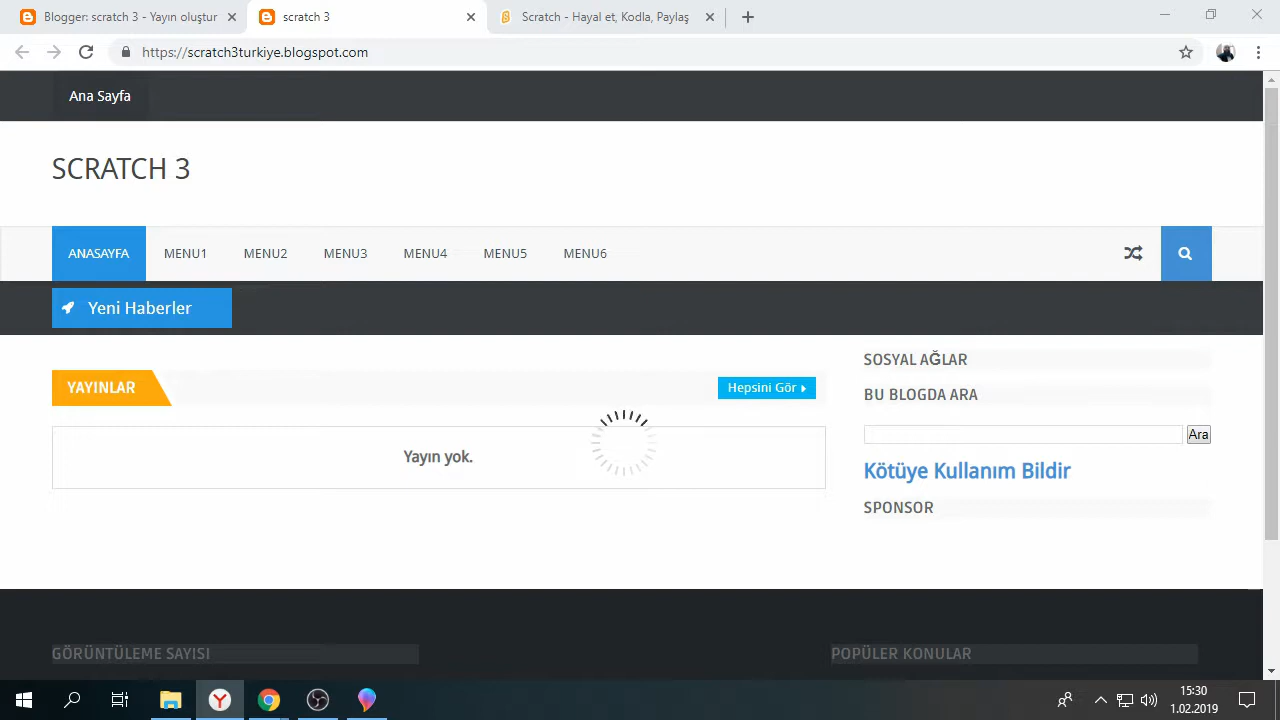 Blogger: scratch 3 - Yayın oluştur
scratch 3
Scratch - Hayal et, Kodla, Paylaş
https://scratch3turkiye.blogspot.com
Ana Sayfa
SCRATCH 3
ANASAYFA MENU1 MENU2 MENU3 MENU4 MENU5 MENU6
Yeni Haberler
SOSYAL AĞLAR
YAYINLAR
Hepsini Gör
BU BLOGDA ARA
Ara
Yayın yok.
Kötüye Kullanım Bildir
SPONSOR
GÖRÜNTÜLEME SAYISI
POPÜLER KONULAR
15:30
1.02.2019